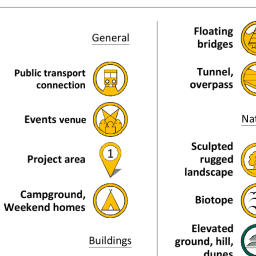 General
Public transport
connection
Events venue
Project area
1
Campground,
Weekend homes
Buildings
Floating
bridges
Tunnel,
overpass
Sculpted
rugged
landscape
Biotope
Elevated
ground, hill,
dunes